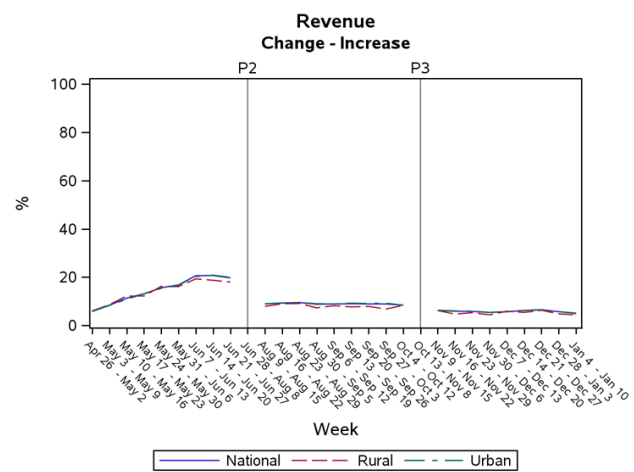 Revenue
Change - Increase
P2
P3
100
80
60
40
20
0
%
Apr 26 - May 2
May 3 - May 9
May 10 - May 16
May 17 - May 23
May 24 - May 30
May 31 - Jun 6
Jun 7 - Jun 13
Jun 14 - Jun 20
Jun 21 - Jun 27
Jun 28 - Aug 8
Aug 9 - Aug 15
Aug 16 - Aug 22
Aug 23 - Aug 29
Aug 30 - Sep 5
Sep 6 - Sep 12
Sep 13 - Sep 19
Sep 20 - Sep 26
Sep 27 - Oct 3
Oct 4 - Oct 12
Oct 13 - Nov 8
Nov 9 - Nov 15
Nov 16 - Nov 22
Nov 23 - Nov 29
Nov 30 - Dec 6
Dec 7 - Dec 13
Dec 14 - Dec 20
Dec 21 - Dec 27
Dec 28 - Jan 3
Jan 4 - Jan 10
Week
National Rural Urban